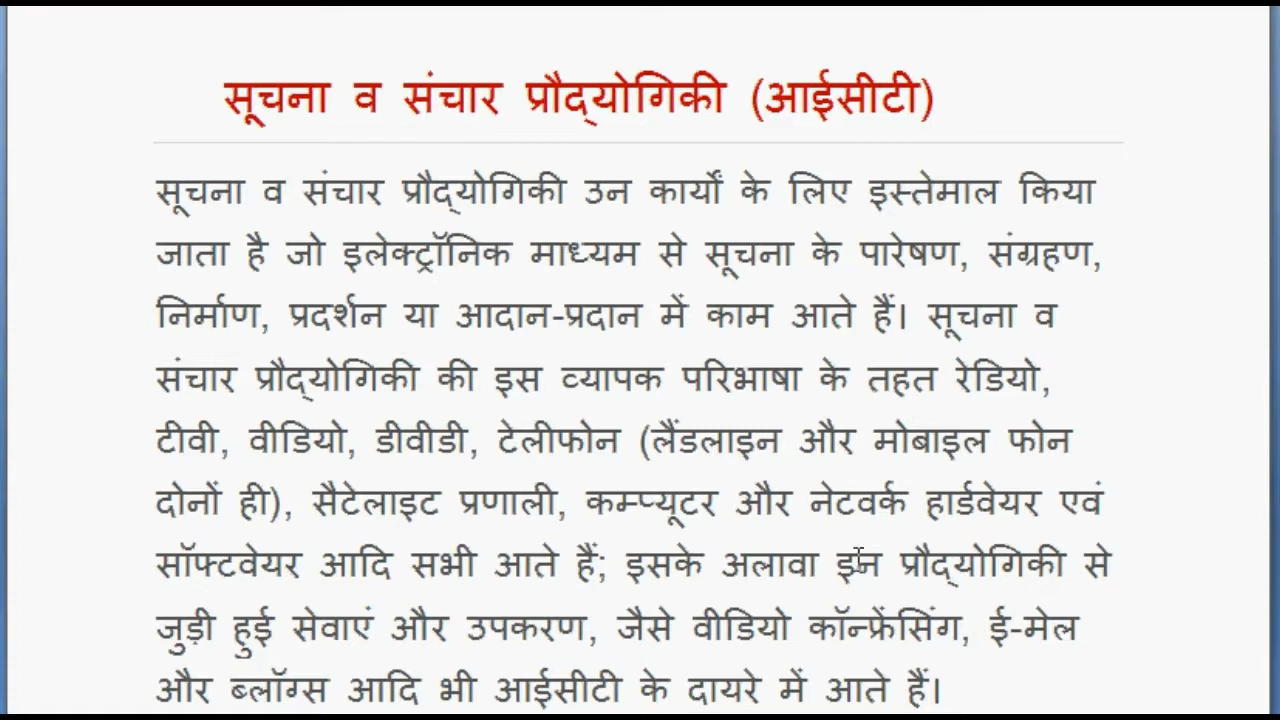 सूचना व संचार प्रौद्योगिकी (आईसीटी)
सूचना व संचार प्रौद्योगिकी उन कार्यों के लिए इस्तेमाल किया
जाता है जो इलेक्ट्रॉनिक माध्यम से सूचना के पारेषण, संग्रहण,
निर्माण, प्रदर्शन या आदान-प्रदान में काम आते हैं। सूचना व
संचार प्रौद्योगिकी की इस व्यापक परिभाषा के तहत रेडियो,
टीवी, वीडियो, डीवीडी, टेलीफोन (लैंडलाइन और मोबाइल फोन
दोनों ही), सैटेलाइट प्रणाली, कम्प्यूटर और नेटवर्क हार्डवेयर एवं
सॉफ्टवेयर आदि सभी आते हैं; इसके अलावा इन प्रौद्योगिकी से
जुड़ी हुई सेवाएं और उपकरण, जैसे वीडियो कॉन्फ्रेंसिंग, ई-मेल
और ब्लॉग्स आदि भी आईसीटी के दायरे में आते हैं।